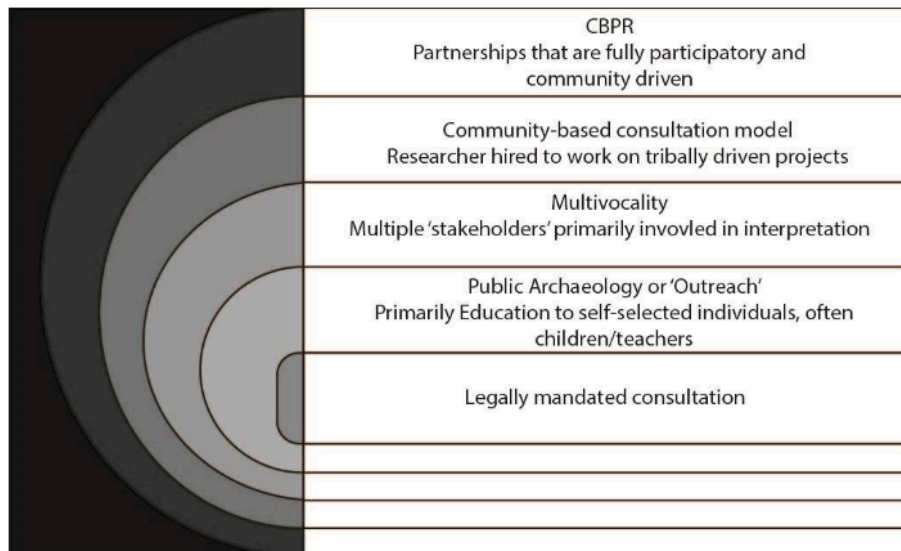 CBPR
Partnerships that are fully participatory and
community driven
Community-based consultation model
Researcher hired to work on tribally driven projects
Multivocality
Multiple ‘stakeholders’ primarily invovled in interpretation
Public Archaeology or ‘Outreach’
Primarily Education to self-selected individuals, often
children/teachers
Legally mandated consultation